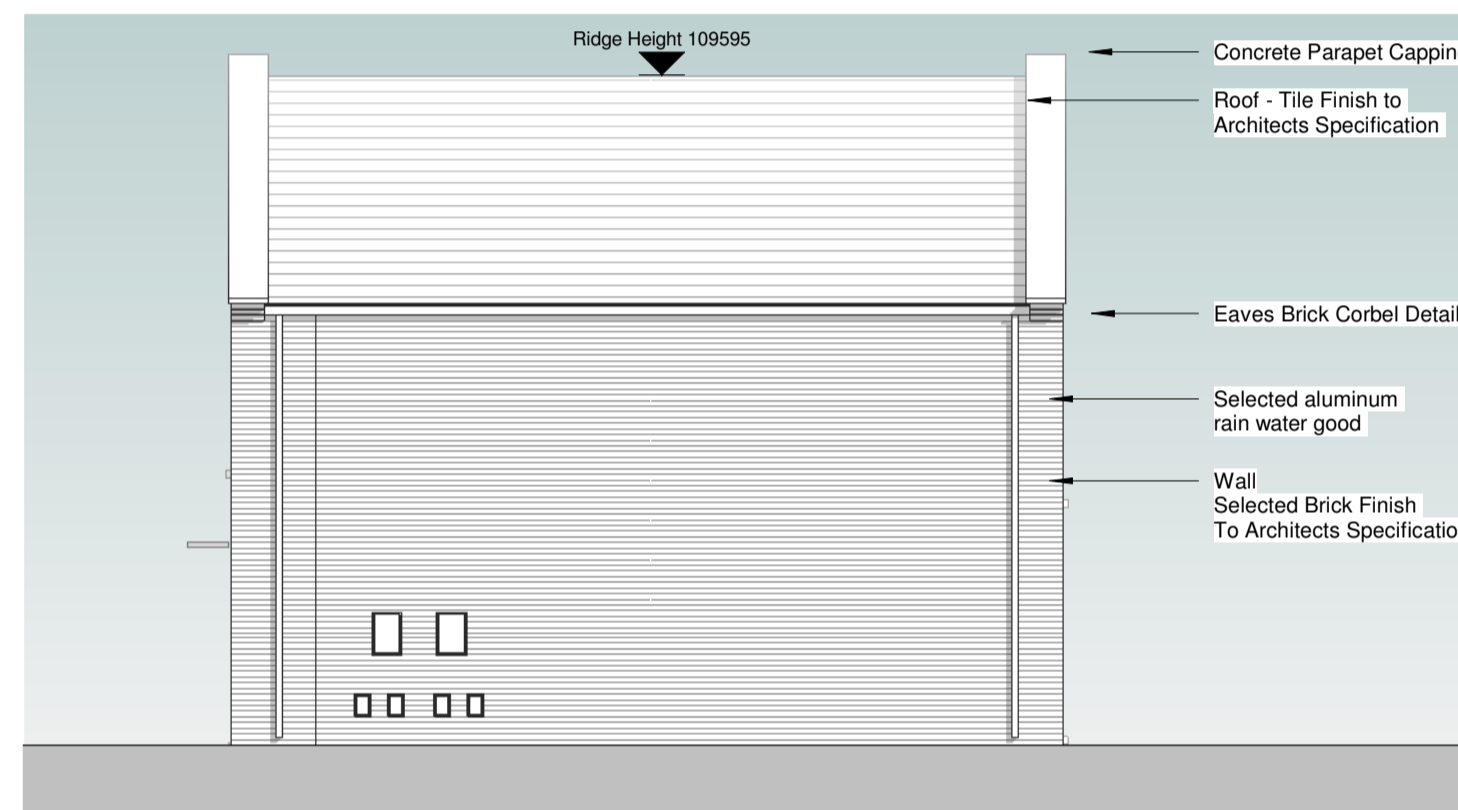 Ridge Height 109595
Concrete Parapet Cappin
Roof - Tile Finish to
Architects Specification
Eaves Brick Corbel Detail
Selected aluminum
rain water good
Wall
Selected Brick Finish
To Architects Specificatio